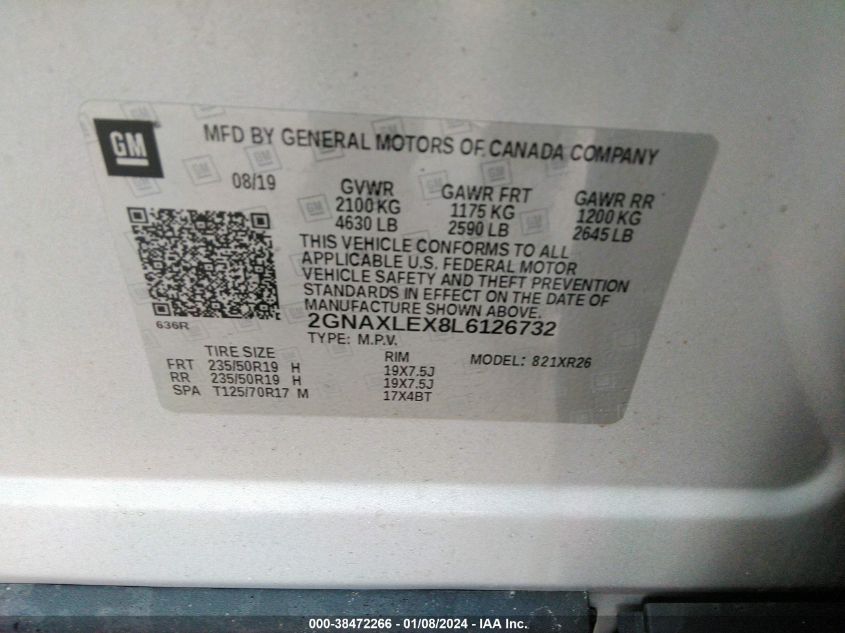 GM
MFD BY GENERAL MOTORS OF CANADA COMPANY
08/19
GVWR GAWR FRT GAWR RR
2100 KG 1175 KG 1200 KG
4630 LB 2590 LB 2645 LB
THIS VEHICLE CONFORMS TO ALL
APPLICABLE U.S. FEDERAL MOTOR
VEHICLE SAFETY AND THEFT PREVENTION
STANDARDS IN EFFECT ON THE DATE OF
MANUFACTURE SHOWN ABOVE.
636R
2GNAXLEX8L6126732
TYPE: M.P.V.
MODEL: 821XR26
TIRE SIZE RIM
FRT 235/50R19 H 19X7.5J
RR 235/50R19 H 19X7.5J
SPA T125/70R17 M 17X4BT
000-38472266 - 01/08/2024 - IAA Inc.